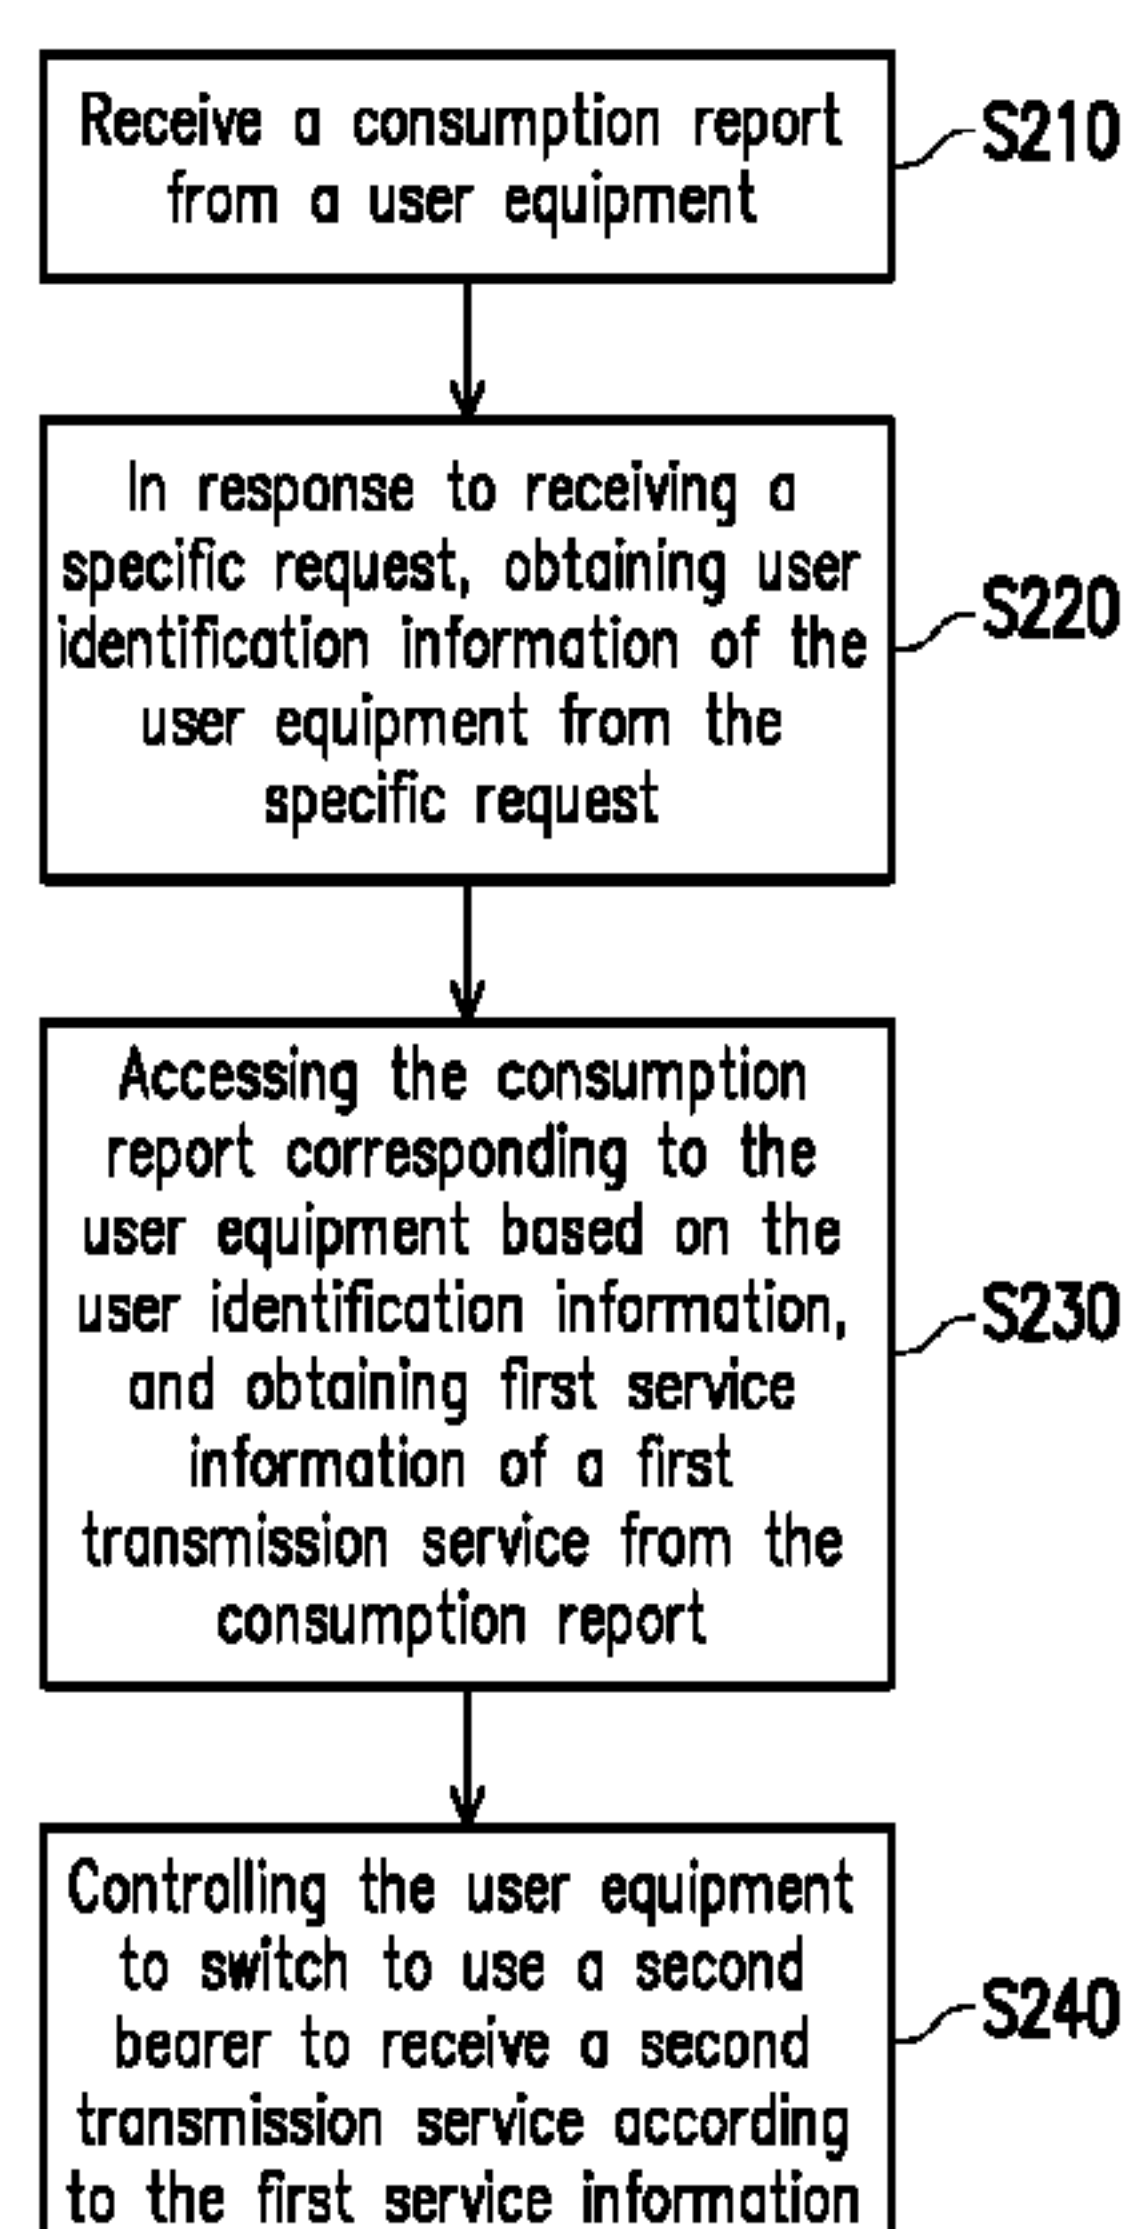 Receive a consumption report
from a user equipment
S210
In response to receiving a
specific request, obtaining user
identification information of the
user equipment from the
specific request
S220
Accessing the consumption
report corresponding to the
user equipment based on the
user identification information,
and obtaining first service
information of a first
transmission service from the
consumption report
S230
Controlling the user equipment
to switch to use a second
bearer to receive a second
transmission service according
to the first service information
S240